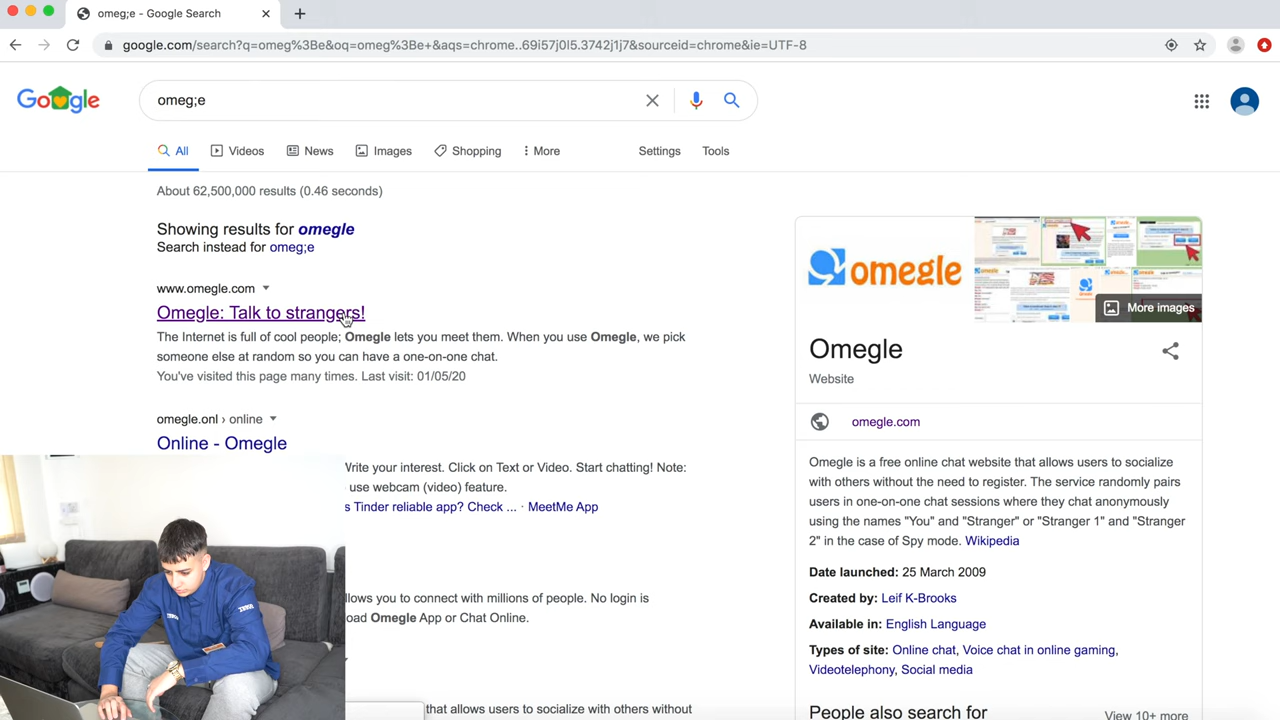 omeg;e - Google Search
google.com/search?q=omeg%3Be&oq=omeg%3Be+&aqs=chrome..69i57j0l5.3742j1j7&sourceid=chrome&ie=UTF-8
Google
omeg;e
All
Videos
News
Images
Shopping
More
Settings
Tools
About 62,500,000 results (0.46 seconds)
Showing results for omegle
Search instead for omeg;e
www.omegle.com
Omegle: Talk to strangers!
The Internet is full of cool people; Omegle lets you meet them. When you use Omegle, we pick
someone else at random so you can have a one-on-one chat.
You've visited this page many times. Last visit: 01/05/20
omegle.onl › online
Online - Omegle
Write your interest. Click on Text or Video. Start chatting! Note:
use webcam (video) feature.
s Tinder reliable app? Check ... · MeetMe App
llows you to connect with millions of people. No login is
oad Omegle App or Chat Online.
that allows users to socialize with others without
omegle
More images
Omegle
Website
omegle.com
Omegle is a free online chat website that allows users to socialize
with others without the need to register. The service randomly pairs
users in one-on-one chat sessions where they chat anonymously
using the names "You" and "Stranger" or "Stranger 1" and "Stranger
2" in the case of Spy mode. Wikipedia
Date launched: 25 March 2009
Created by: Leif K-Brooks
Available in: English Language
Types of site: Online chat, Voice chat in online gaming,
Videotelephony, Social media
People also search for
View 10+ more